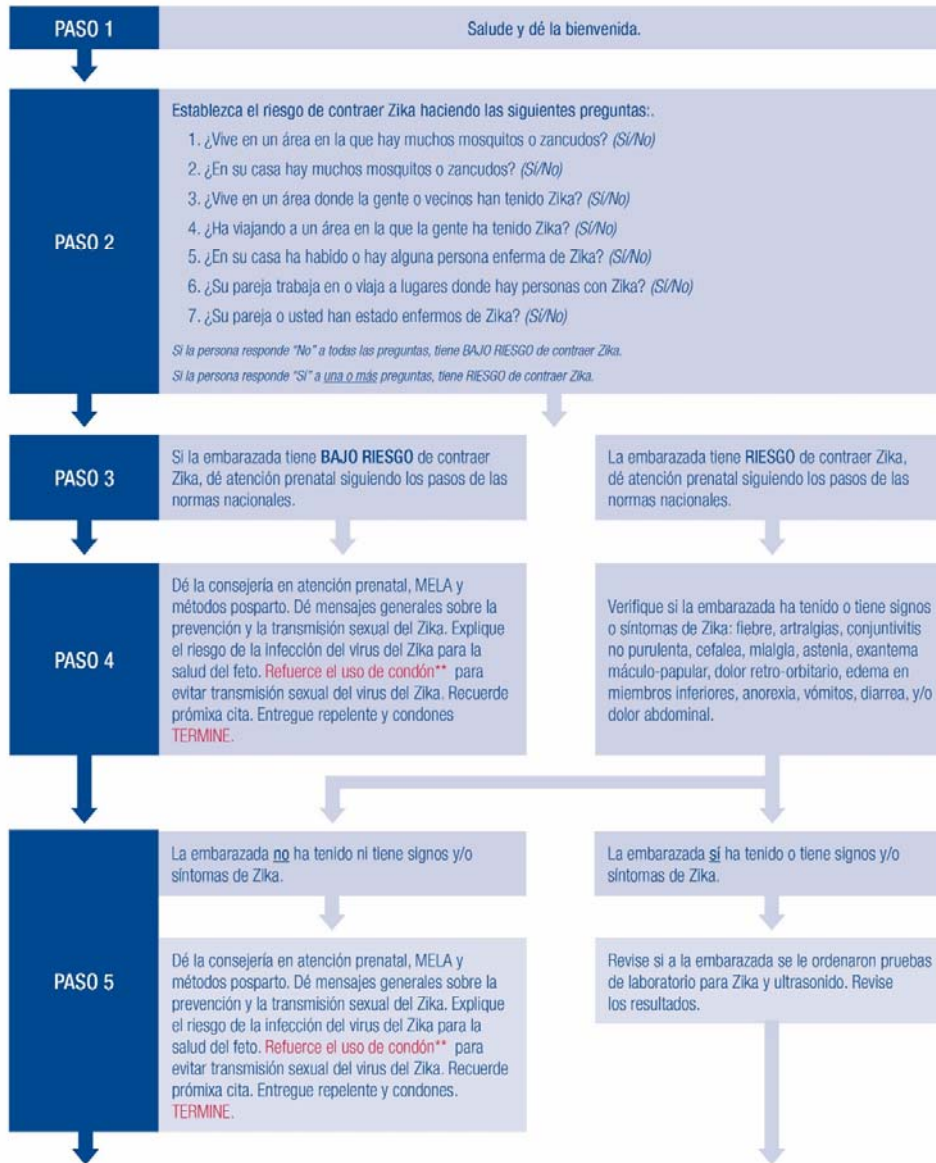 PASO 1
Salude y dé la bienvenida.
PASO 2
Establezca el riesgo de contraer Zika haciendo las siguientes preguntas:.
1. ¿Vive en un área en la que hay muchos mosquitos o zancudos? (Sí/No)
2. ¿En su casa hay muchos mosquitos o zancudos? (Sí/No)
3. ¿Vive en un área donde la gente o vecinos han tenido Zika? (Sí/No)
4. ¿Ha viajando a un área en la que la gente ha tenido Zika? (Sí/No)
5. ¿En su casa ha habido o hay alguna persona enferma de Zika? (Sí/No)
6. ¿Su pareja trabaja en o viaja a lugares donde hay personas con Zika? (Sí/No)
7. ¿Su pareja o usted han estado enfermos de Zika? (Sí/No)
Si la persona responde "No" a todas las preguntas, tiene BAJO RIESGO de contraer Zika.
Si la persona responde "Sí" a una o más preguntas, tiene RIESGO de contraer Zika.
PASO 3
Si la embarazada tiene BAJO RIESGO de contraer
Zika, dé atención prenatal siguiendo los pasos de las
normas nacionales.
La embarazada tiene RIESGO de contraer Zika,
dé atención prenatal siguiendo los pasos de las
normas nacionales.
PASO 4
Dé la consejería en atención prenatal, MELA y
métodos posparto. Dé mensajes generales sobre la
prevención y la transmisión sexual del Zika. Explique
el riesgo de la infección del virus del Zika para la
salud del feto. Refuerce el uso de condón** para
evitar transmisión sexual del virus del Zika. Recuerde
prómixa cita. Entregue repelente y condones
TERMINE.
Verifique si la embarazada ha tenido o tiene signos
o síntomas de Zika: fiebre, artralgias, conjuntivitis
no purulenta, cefalea, mialgia, astenia, exantema
máculo-papular, dolor retro-orbitario, edema en
miembros inferiores, anorexia, vómitos, diarrea, y/o
dolor abdominal.
PASO 5
La embarazada no ha tenido ni tiene signos y/o
síntomas de Zika.
La embarazada sí ha tenido o tiene signos y/o
síntomas de Zika.
Dé la consejería en atención prenatal, MELA y
métodos posparto. Dé mensajes generales sobre la
prevención y la transmisión sexual del Zika. Explique
el riesgo de la infección del virus del Zika para la
salud del feto. Refuerce el uso de condón** para
evitar transmisión sexual del virus del Zika. Recuerde
prómixa cita. Entregue repelente y condones.
TERMINE.
Revise si a la embarazada se le ordenaron pruebas
de laboratorio para Zika y ultrasonido. Revise
los resultados.